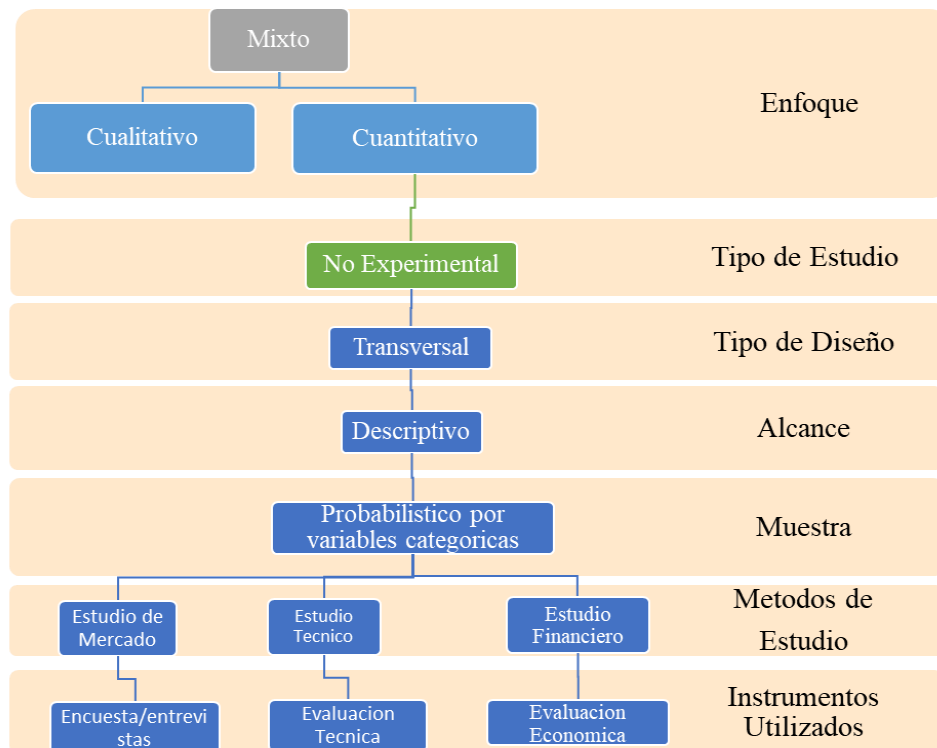 Mixto
Enfoque
Cualitativo
Cuantitativo
No Experimental
Tipo de Estudio
Transversal
Tipo de Diseño
Descriptivo
Alcance
Probabilistico por
variables categoricas
Muestra
Estudio de
Mercado
Estudio
Tecnico
Estudio
Financiero
Metodos de
Estudio
Encuesta/entrevi
stas
Evaluacion
Tecnica
Evaluacion
Economica
Instrumentos
Utilizados